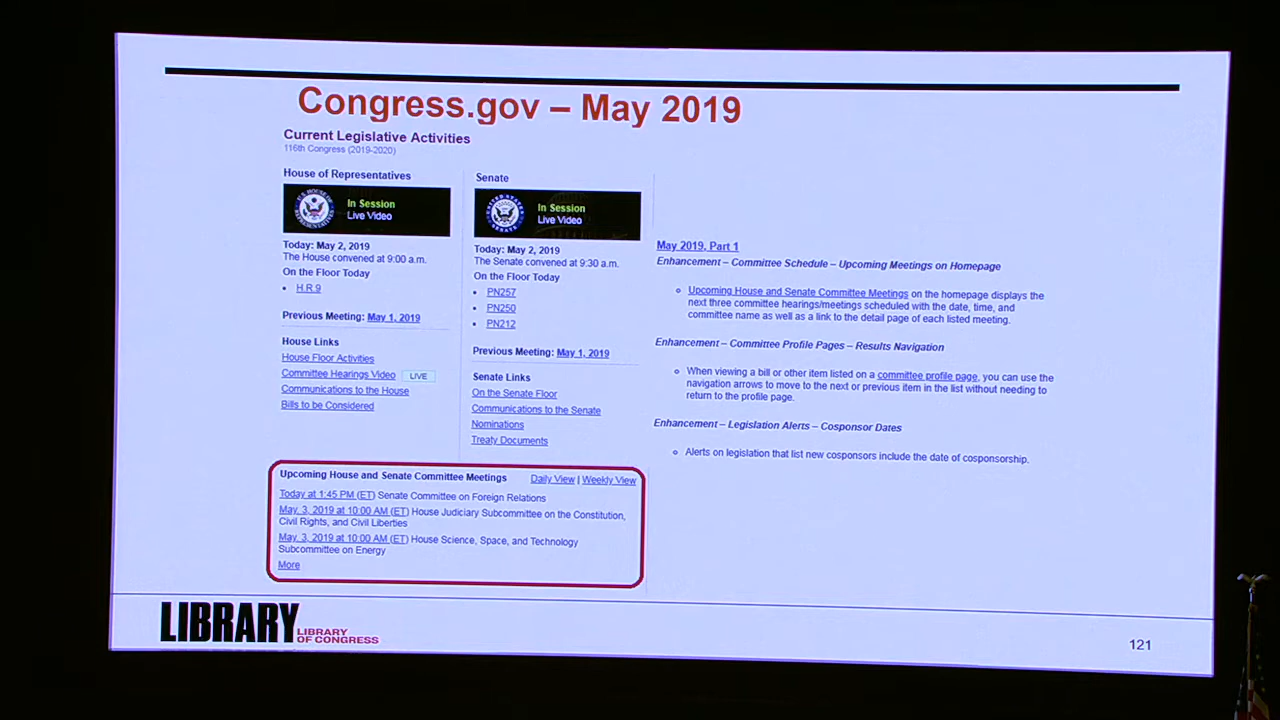 Congress.gov – May 2019
Current Legislative Activities
116th Congress (2019-2020)
House of Representatives
In Session
Live Video
Today: May 2, 2019
The House convened at 9:00 a.m.
On the Floor Today
• H.R.9
Previous Meeting: May 1, 2019
House Links
House Floor Activities
Committee Hearings Video LIVE
Communications to the House
Bills to be Considered
Senate
In Session
Live Video
Today: May 2, 2019
The Senate convened at 9:30 a.m.
On the Floor Today
• PN257
• PN250
• PN212
Previous Meeting: May 1, 2019
Senate Links
On the Senate Floor
Communications to the Senate
Nominations
Treaty Documents
Upcoming House and Senate Committee Meetings Daily View | Weekly View
Today at 1:45 PM (ET) Senate Committee on Foreign Relations
May, 3, 2019 at 10:00 AM (ET) House Judiciary Subcommittee on the Constitution,
Civil Rights, and Civil Liberties
May, 3, 2019 at 10:00 AM (ET) House Science, Space, and Technology
Subcommittee on Energy
More
May 2019, Part 1
Enhancement – Committee Schedule – Upcoming Meetings on Homepage
Upcoming House and Senate Committee Meetings on the homepage displays the
next three committee hearings/meetings scheduled with the date, time, and
committee name as well as a link to the detail page of each listed meeting.
Enhancement – Committee Profile Pages – Results Navigation
When viewing a bill or other item listed on a committee profile page, you can use the
navigation arrows to move to the next or previous item in the list without needing to
return to the profile page.
Enhancement – Legislation Alerts – Cosponsor Dates
Alerts on legislation that list new cosponsors include the date of cosponsorship.
LIBRARY
LIBRARY
OF CONGRESS
121